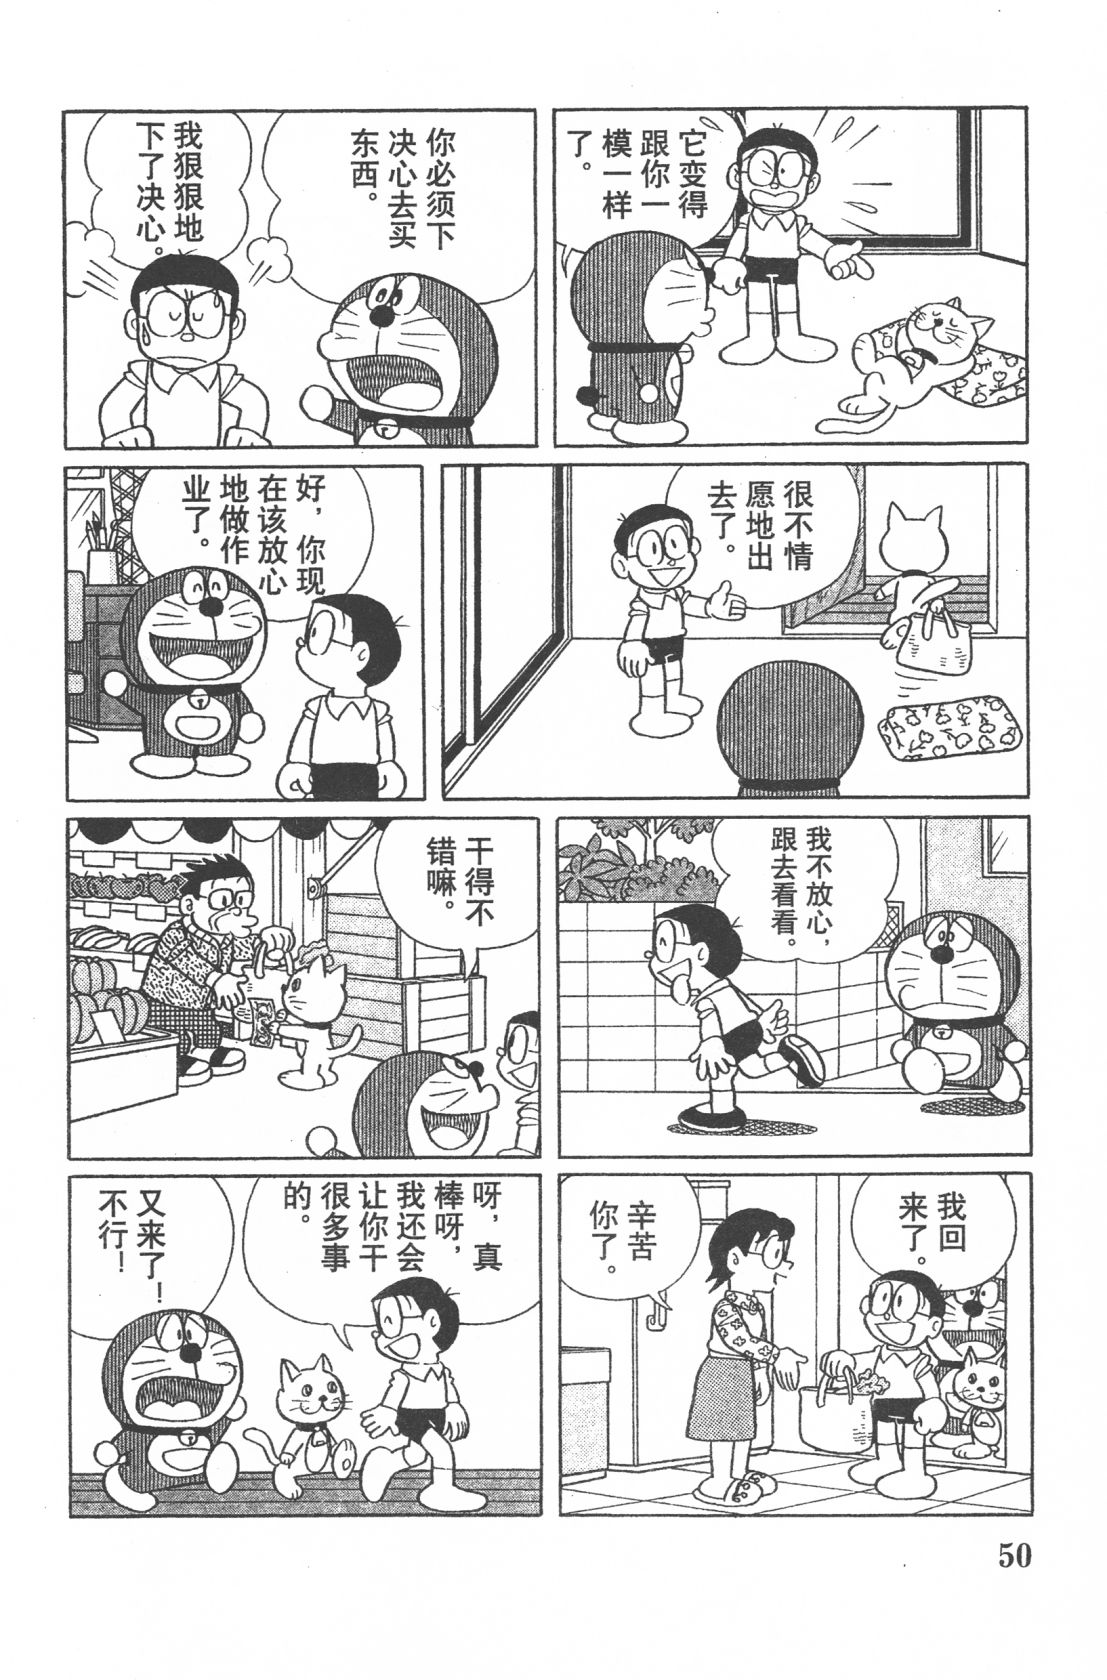 它变得
跟你一
模一样
了。
你必须下
决心去买
东西。
我狠狠地
下了决心。
很不情
愿地出
去了。
好，你现
在该放心
地做作
业了。
我不放心，
跟去看看。
干得不
错嘛。
我回
来了。
辛苦
你了。
呀，真
棒呀，
我还会
让你干
很多事
的。
又来了！
不行！
50